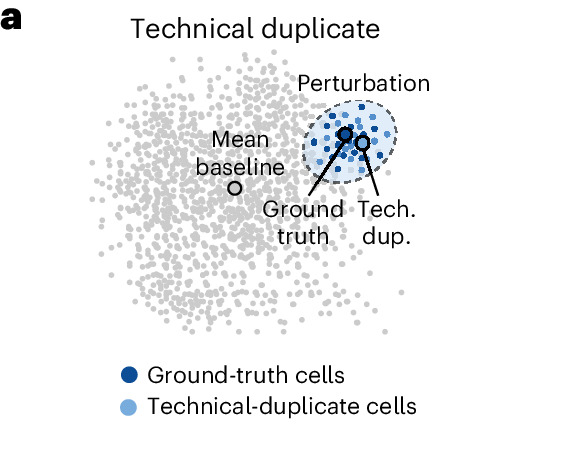 a
Technical duplicate
Perturbation
Mean
baseline
Ground
truth
Tech.
dup.
Ground-truth cells
Technical-duplicate cells